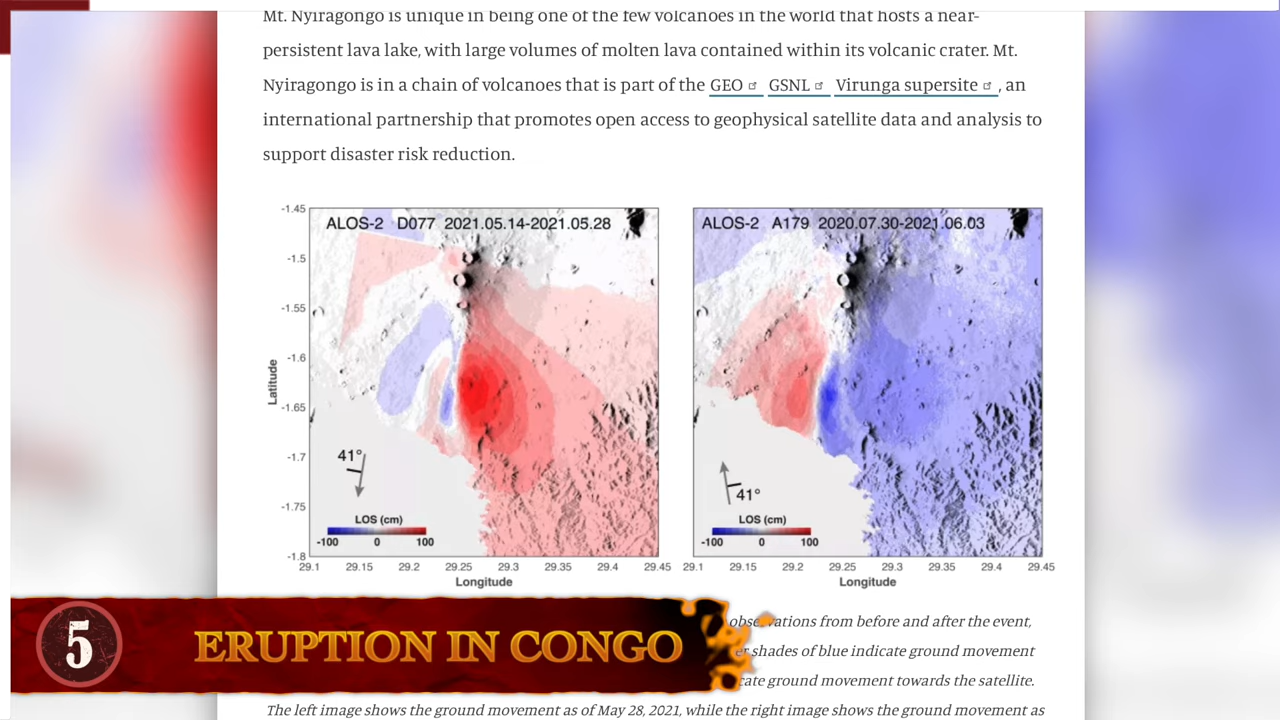 Mt. Nyiragongo is unique in being one of the few volcanoes in the world that hosts a near-
persistent lava lake, with large volumes of molten lava contained within its volcanic crater. Mt.
Nyiragongo is in a chain of volcanoes that is part of the GEO GSNL Virunga supersite , an
international partnership that promotes open access to geophysical satellite data and analysis to
support disaster risk reduction.
ALOS-2 D077 2021.05.14-2021.05.28
ALOS-2 A179 2020.07.30-2021.06.03
-1.45
-1.5
-1.55
-1.6
-1.65
-1.7
-1.75
-1.8
Latitude
41°
41°
LOS (cm)
-100 0 100
LOS (cm)
-100 0 100
29.1 29.15 29.2 29.25 29.3 29.35 29.4 29.45
29.1 29.15 29.2 29.25 29.3 29.35 29.4 29.45
Longitude
Longitude
observations from before and after the event,
5 ERUPTION IN CONGO
shades of blue indicate ground movement
ground movement towards the satellite.
The left image shows the ground movement as of May 28, 2021, while the right image shows the ground movement as